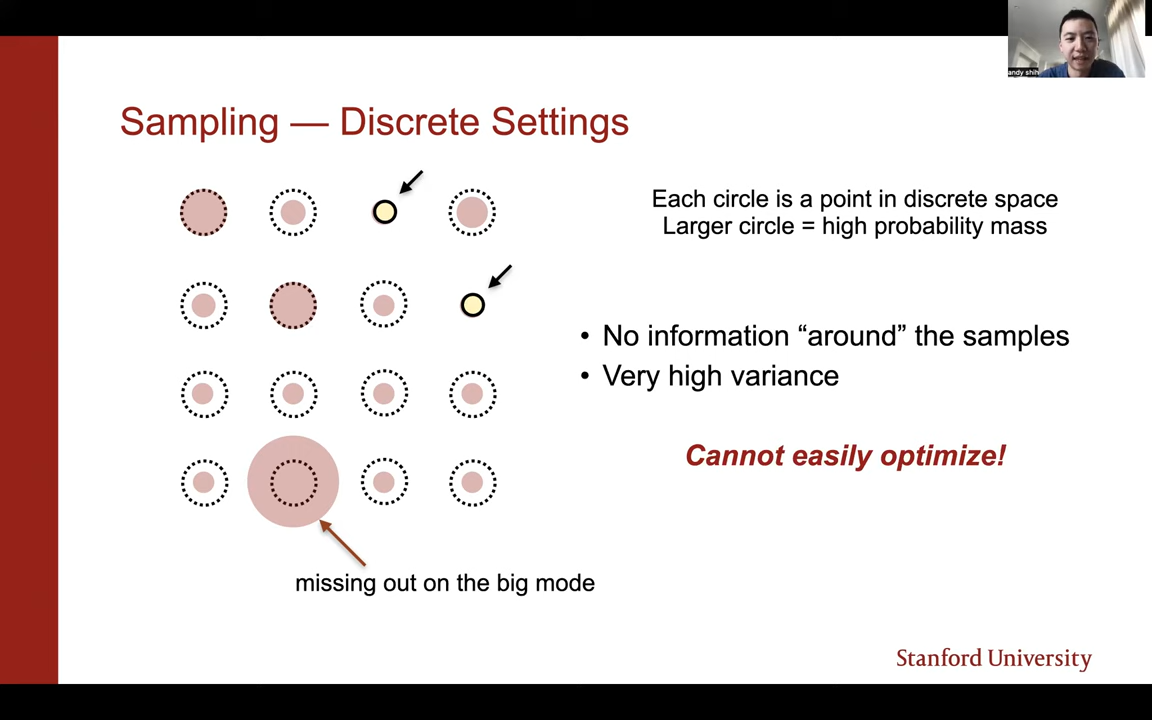 andy shih
Sampling — Discrete Settings
Each circle is a point in discrete space
Larger circle = high probability mass
• No information “around” the samples
• Very high variance
Cannot easily optimize!
missing out on the big mode
Stanford University